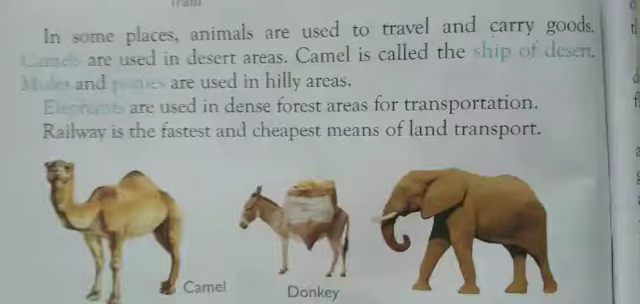 Train
In some places, animals are used to travel and carry goods.
Camels are used in desert areas. Camel is called the ship of desert.
Mules and ponies are used in hilly areas.
Elephants are used in dense forest areas for transportation.
Railway is the fastest and cheapest means of land transport.
Camel
Donkey